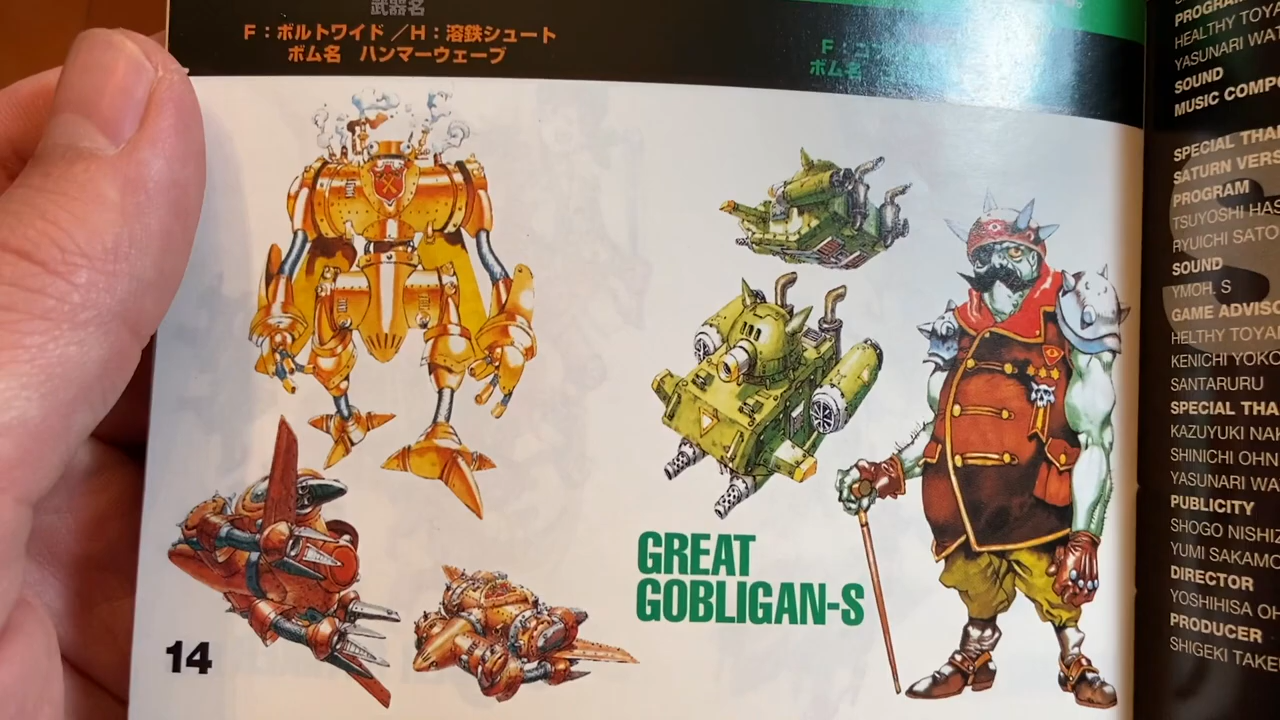 武器名
F：ボルトワイド ／H：溶鉄シュート
ボム名 ハンマーウェーブ
ボム名
GREAT
GOBLIGAN-S
14
PROGRAM
HEALTHY TOYA
YASUNARI WAT
SOUND
MUSIC COMPO
SPECIAL THA
SATURN VERS
PROGRAM
TSUYOSHI HAS
RYUICHI SATO
SOUND
YMOH. S
GAME ADVISO
HELTHY TOYA
KENICHI YOKO
SANTARURU
SPECIAL THA
KAZUYUKI NAK
SHINICHI OHN
YASUNARI WA
PUBLICITY
SHOGO NISHIZ
YUMI SAKAMO
DIRECTOR
YOSHIHISA OH
PRODUCER
SHIGEKI TAKE